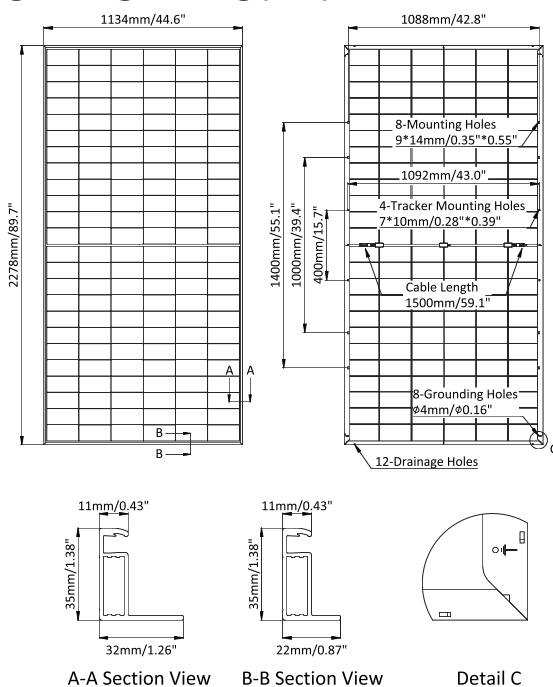 1134mm/44.6"
1088mm/42.8"
2278mm/89.7"
8-Mounting Holes
9*14mm/0.35"*0.55"
1092mm/43.0"
4-Tracker Mounting Holes
7*10mm/0.28"*0.39"
1400mm/55.1"
1000mm/39.4"
400mm/15.7"
Cable Length
1500mm/59.1"
A A
8-Grounding Holes
Φ4mm/Φ0.16"
B
B
C
12-Drainage Holes
11mm/0.43"
11mm/0.43"
35mm/1.38"
35mm/1.38"
32mm/1.26"
22mm/0.87"
A-A Section View
B-B Section View
Detail C